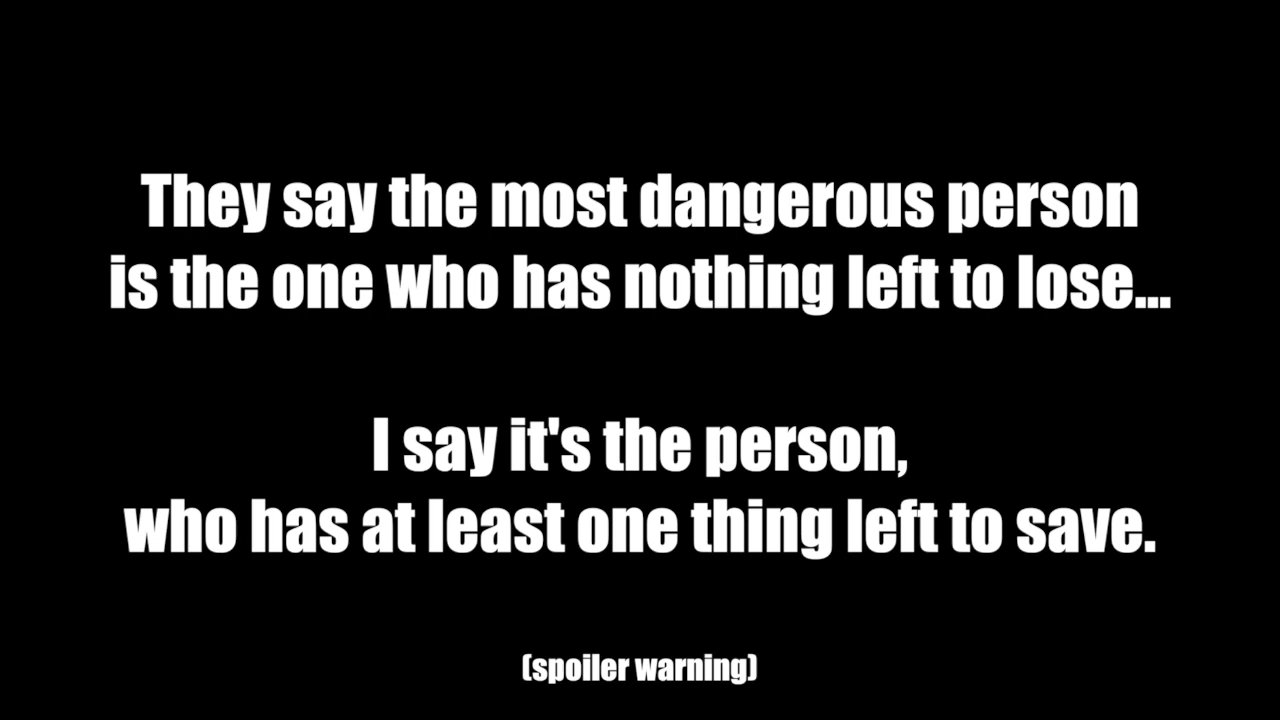 They say the most dangerous person
is the one who has nothing left to lose...
I say it's the person,
who has at least one thing left to save.
(spoiler warning)